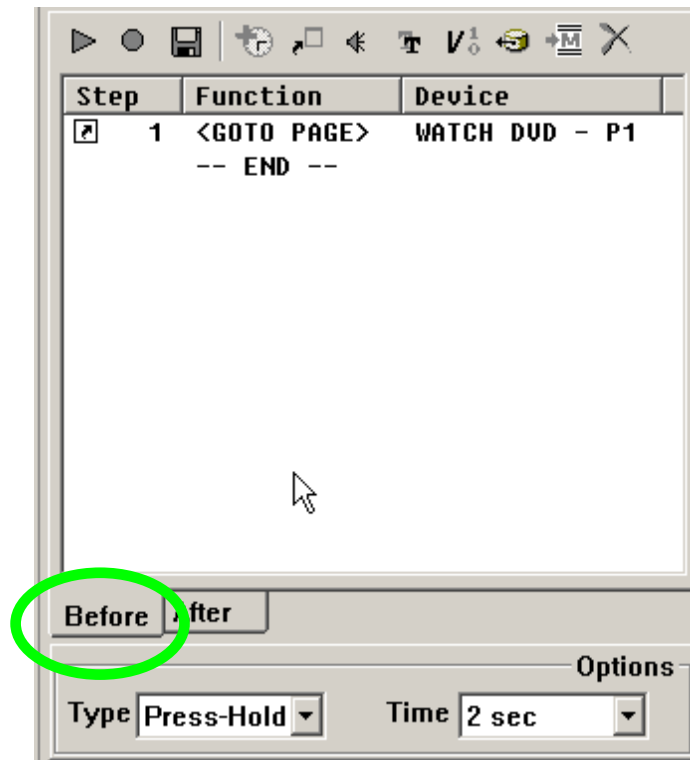 Step Function Device
1 <GOTO PAGE> WATCH DVD - P1
-- END --
Before After
Options
Type Press-Hold Time 2 sec